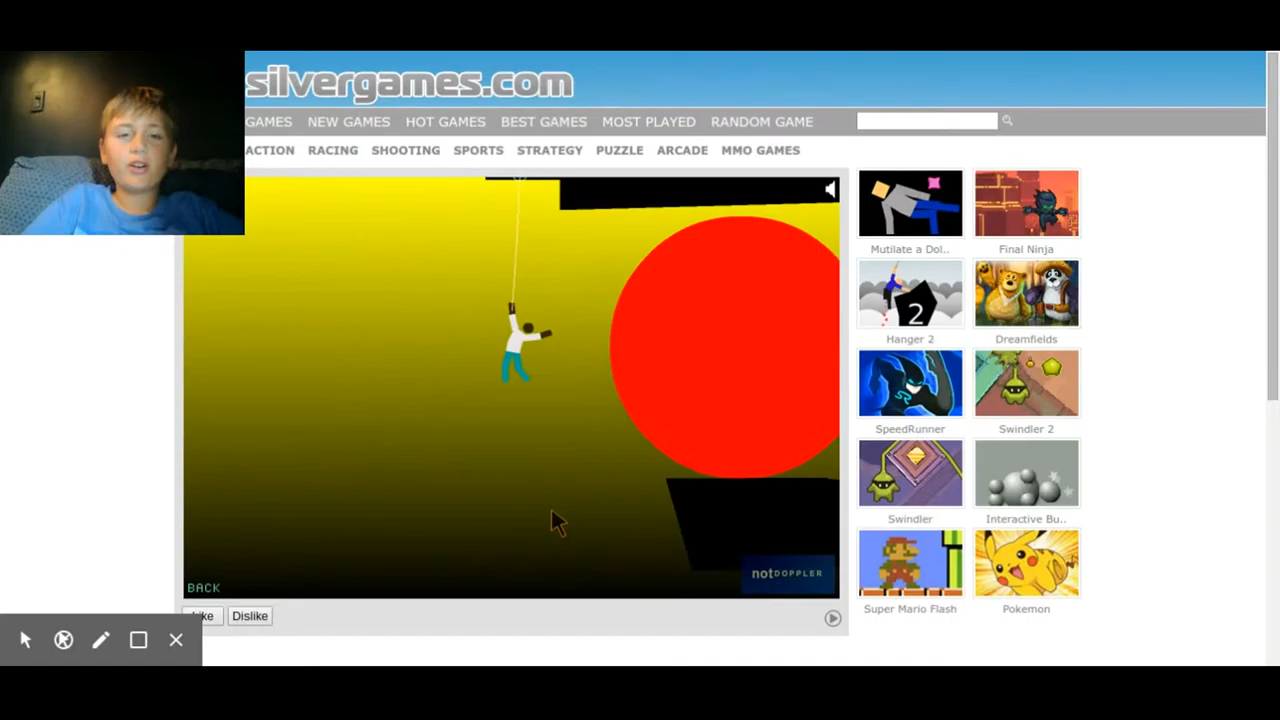 silvergames.com
GAMES NEW GAMES HOT GAMES BEST GAMES MOST PLAYED RANDOM GAME
ACTION RACING SHOOTING SPORTS STRATEGY PUZZLE ARCADE MMO GAMES
Mutilate a Dol.. Final Ninja
2
Hanger 2 Dreamfields
SR
SpeedRunner Swindler 2
Swindler Interactive Bu..
Super Mario Flash Pokemon
BACK
notDOPPLER
ike Dislike